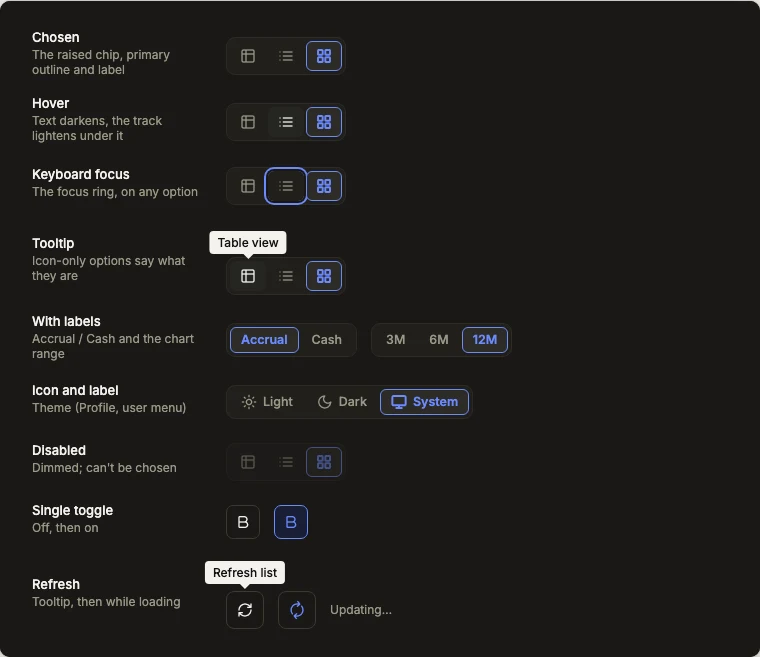 Chosen
The raised chip, primary
outline and label
Hover
Text darkens, the track
lightens under it
Keyboard focus
The focus ring, on any option
Tooltip
Icon-only options say what
they are
Table view
With labels
Accrual / Cash and the chart
range
Accrual Cash 3M 6M 12M
Icon and label
Theme (Profile, user menu)
Light Dark System
Disabled
Dimmed; can't be chosen
Single toggle
Off, then on
B B
Refresh
Tooltip, then while loading
Refresh list
Updating...